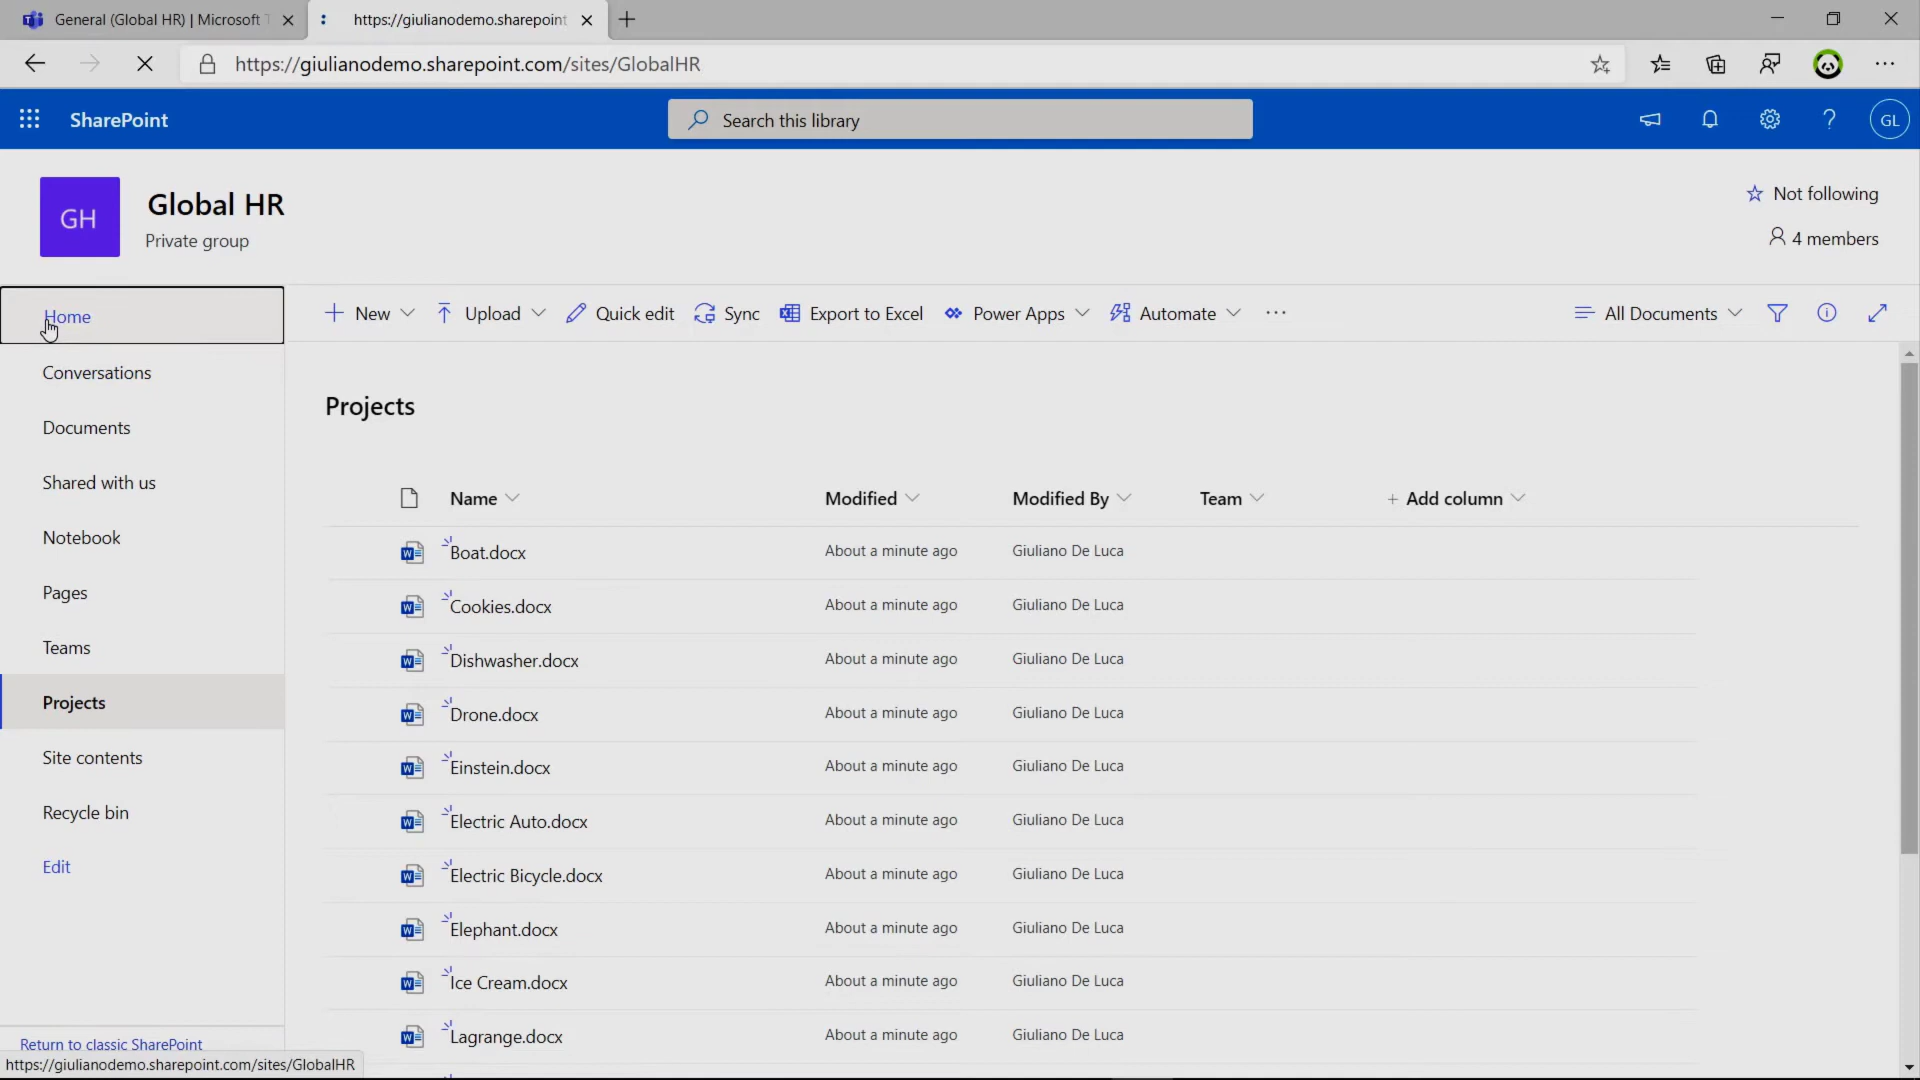 General (Global HR) | Microsoft T
https://giulianodemo.sharepoint
https://giulianodemo.sharepoint.com/sites/GlobalHR
SharePoint
Search this library
GL
GH
Global HR
Private group
Not following
4 members
Home
Conversations
Documents
Shared with us
Notebook
Pages
Teams
Projects
Site contents
Recycle bin
Edit
Return to classic SharePoint
https://giulianodemo.sharepoint.com/sites/GlobalHR
New Upload Quick edit Sync Export to Excel Power Apps Automate ··· All Documents
Projects
Name Modified Modified By Team + Add column
Boat.docx About a minute ago Giuliano De Luca
Cookies.docx About a minute ago Giuliano De Luca
Dishwasher.docx About a minute ago Giuliano De Luca
Drone.docx About a minute ago Giuliano De Luca
Einstein.docx About a minute ago Giuliano De Luca
Electric Auto.docx About a minute ago Giuliano De Luca
Electric Bicycle.docx About a minute ago Giuliano De Luca
Elephant.docx About a minute ago Giuliano De Luca
Ice Cream.docx About a minute ago Giuliano De Luca
Lagrange.docx About a minute ago Giuliano De Luca